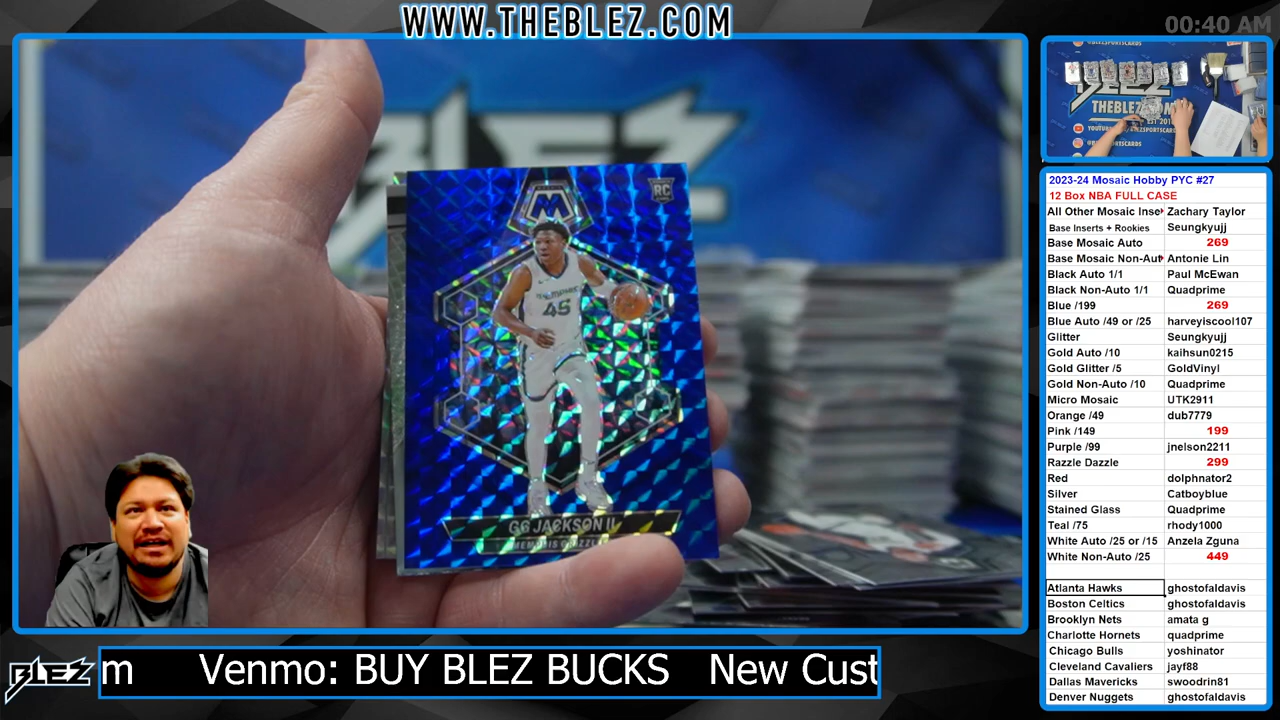 WWW.THEBLEZ.COM
00:40 AM
BLEZ
THEBLEZ.COM
RC
45
GG JACKSON II
MEMPHIS GRIZZLIES
2023-24 Mosaic Hobby PYC #27
12 Box NBA FULL CASE
All Other Mosaic Inse Zachary Taylor
Base Inserts + Rookies Seungkyujj
Base Mosaic Auto 269
Base Mosaic Non-Aut Antonie Lin
Black Auto 1/1 Paul McEwan
Black Non-Auto 1/1 Quadprime
Blue /199 269
Blue Auto /49 or /25 harveyiscool107
Glitter Seungkyujj
Gold Auto /10 kaihsun0215
Gold Glitter /5 GoldVinyl
Gold Non-Auto /10 Quadprime
Micro Mosaic UTK2911
Orange /49 dub7779
Pink /149 199
Purple /99 jnelson2211
Razzle Dazzle 299
Red dolphnator2
Silver Catboyblue
Stained Glass Quadprime
Teal /75 rhody1000
White Auto /25 or /15 Anzela Zguna
White Non-Auto /25 449
Atlanta Hawks ghostofaldavis
Boston Celtics ghostofaldavis
Brooklyn Nets amata g
Charlotte Hornets quadprime
Chicago Bulls yoshinator
Cleveland Cavaliers jayf88
Dallas Mavericks swoodrin81
Denver Nuggets ghostofaldavis
BLEZ
m Venmo: BUY BLEZ BUCKS New Cust